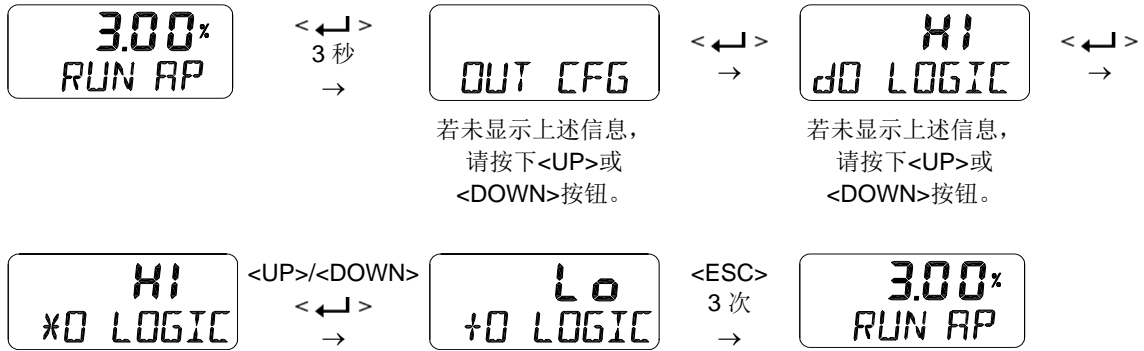 3.00%
RUN AP
< ↵ >
3 秒
→
OUT CFG
若未显示上述信息，
请按下<UP>或
<DOWN>按钮。
< ↵ >
→
HI
dO LOGIC
若未显示上述信息，
请按下<UP>或
<DOWN>按钮。
< ↵ >
→
HI
*O LOGIC
<UP>/<DOWN>
< ↵ >
→
Lo
+O LOGIC
<ESC>
3 次
→
3.00%
RUN AP